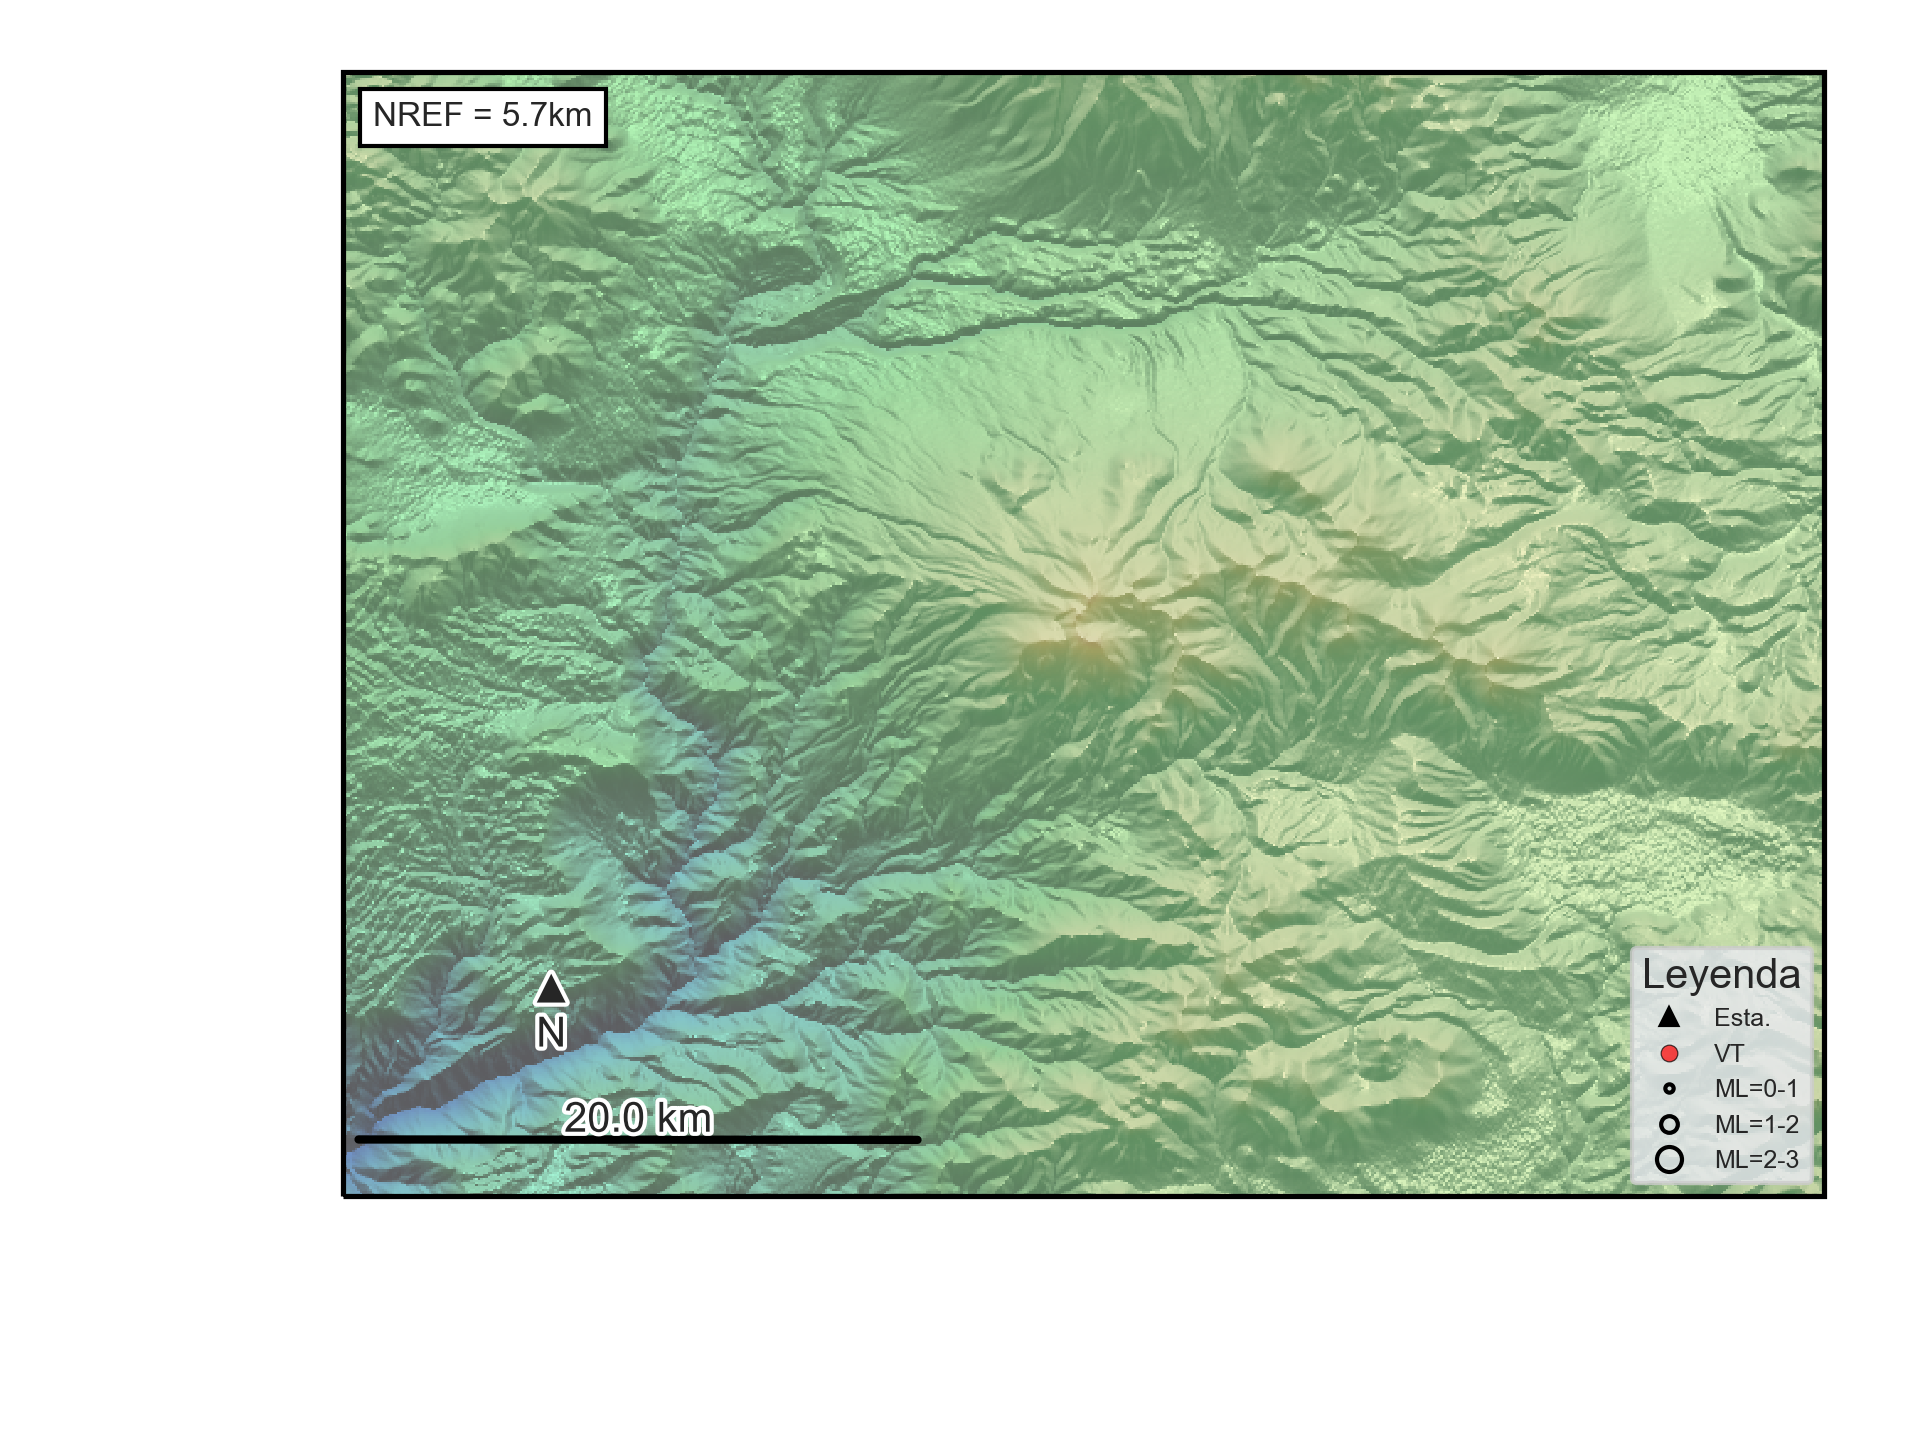 NREF = 5.7km
N
20.0 km
Leyenda
Esta.
VT
ML=0-1
ML=1-2
ML=2-3